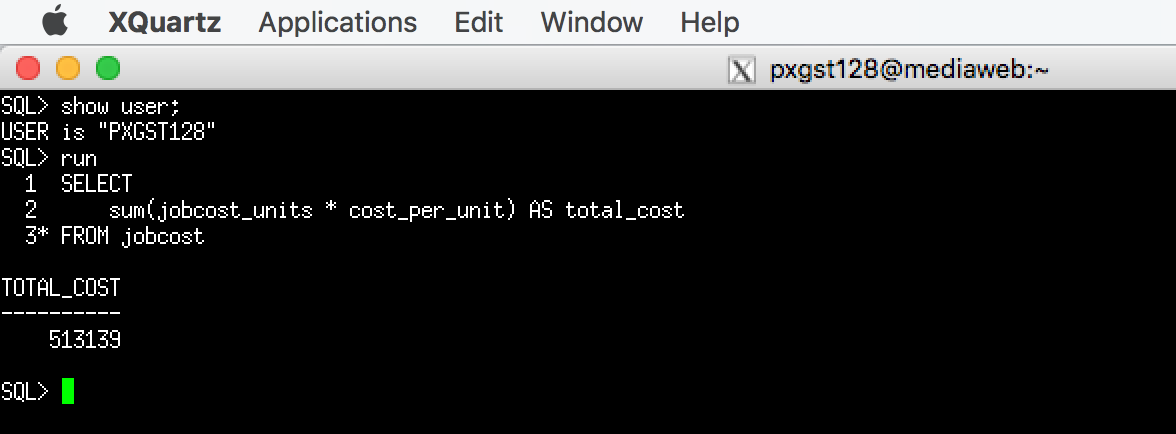 XQuartz Applications Edit Window Help
pxgst128@mediaweb:~
SQL> show user;
USER is "PXGST128"
SQL> run
  1  SELECT
  2      sum(jobcost_units * cost_per_unit) AS total_cost
  3* FROM jobcost
TOTAL_COST
----------
    513139
SQL>